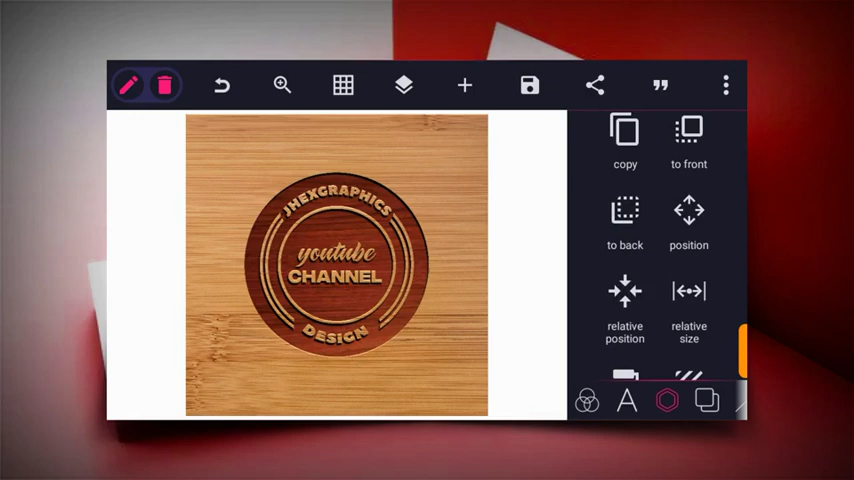 copy
to front
JHEXGRAPHICS
to back
position
youtube
CHANNEL
relative
position
relative
size
DESIGN